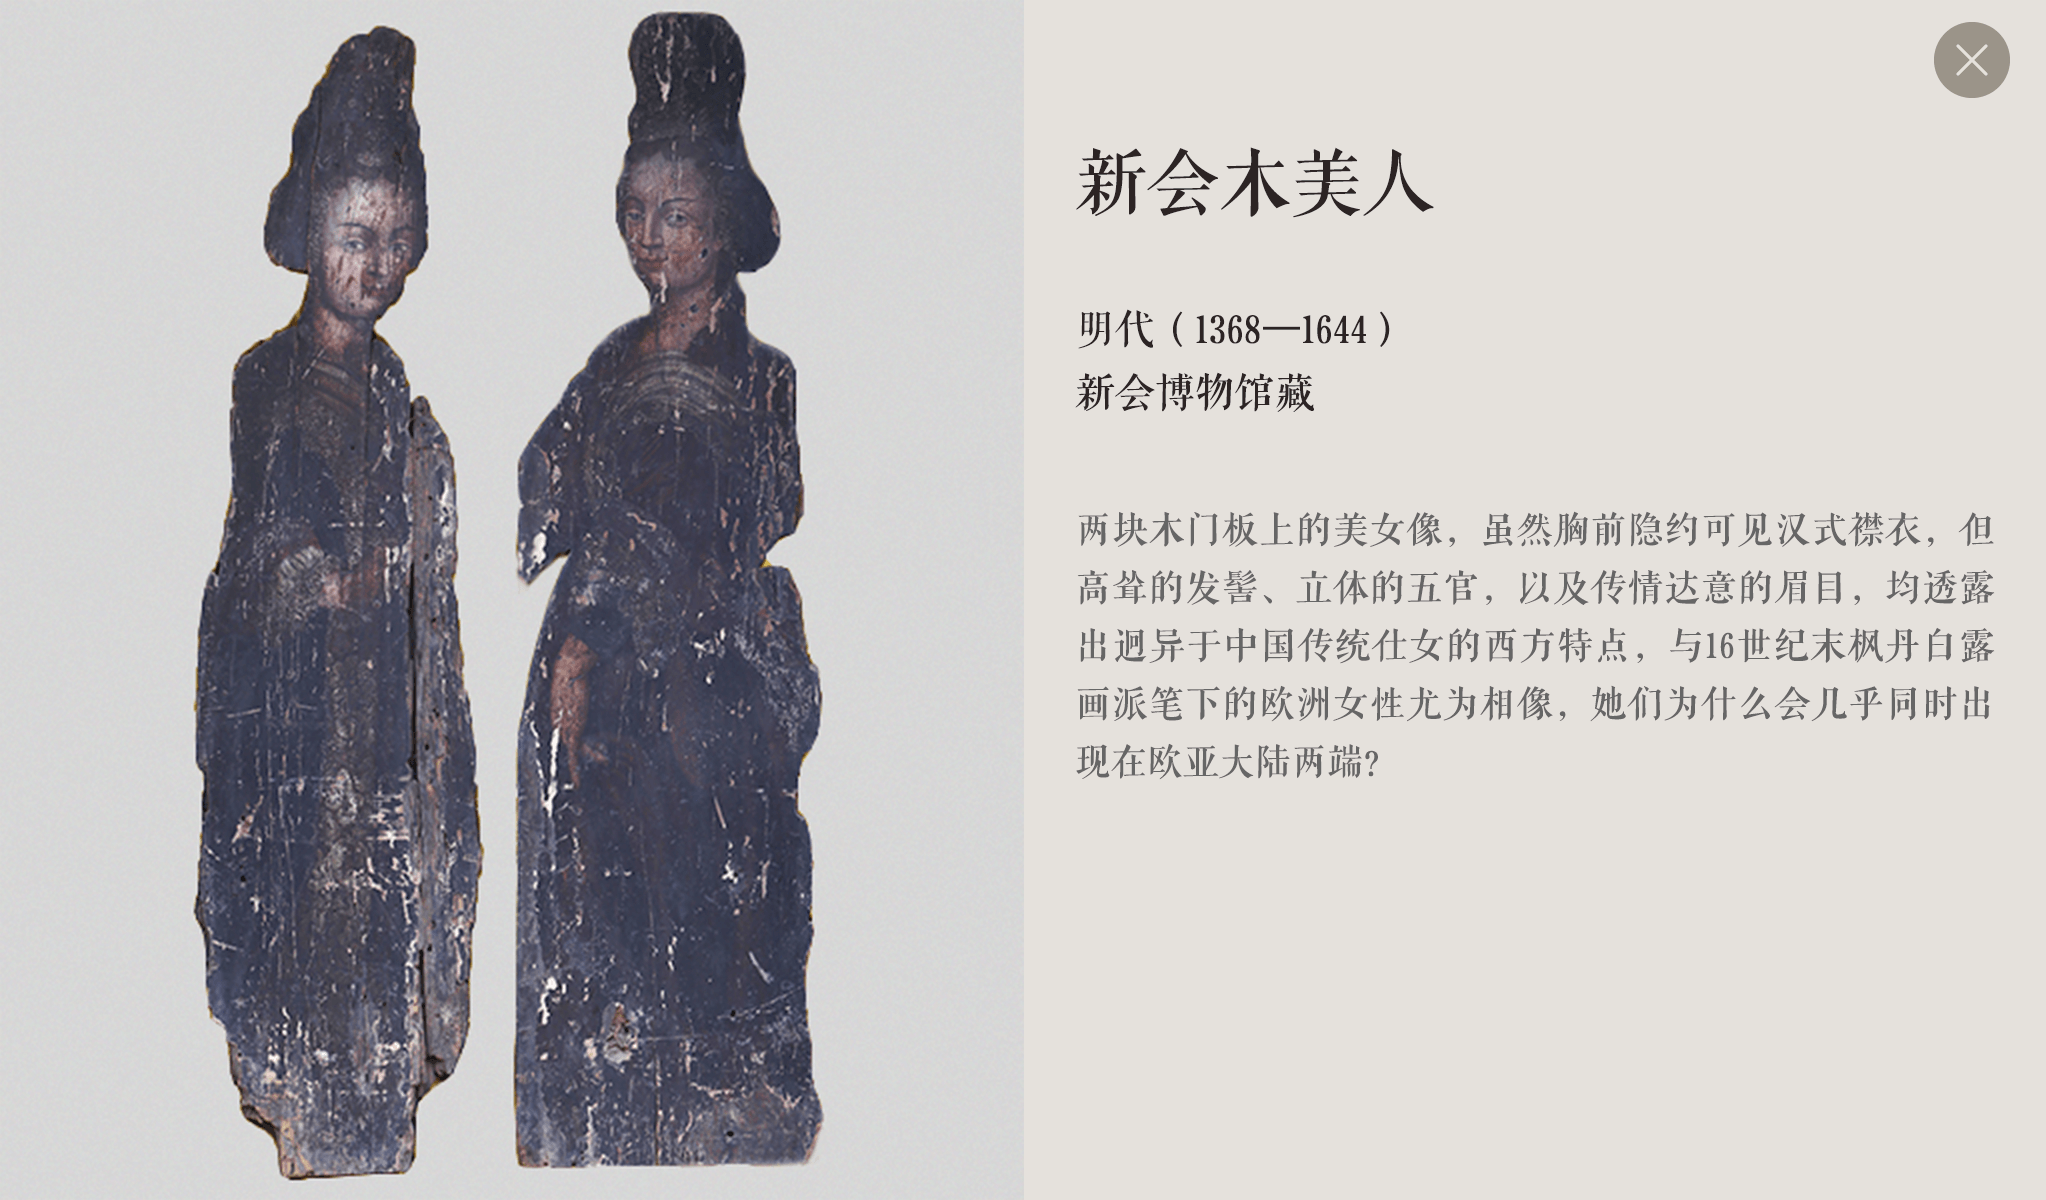 新会木美人
明代（1368—1644）
新会博物馆藏
两块木门板上的美女像，虽然胸前隐约可见汉式襟衣，但
高耸的发髻、立体的五官，以及传情达意的眉目，均透露
出迥异于中国传统仕女的西方特点，与16世纪末枫丹白露
画派笔下的欧洲女性尤为相像，她们为什么会几乎同时出
现在欧亚大陆两端？